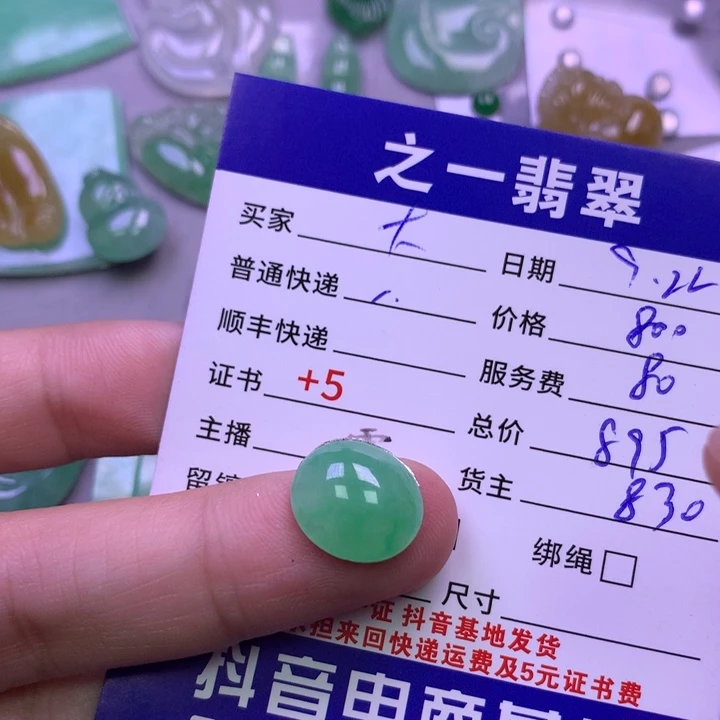 之一翡翠
买家 日期 9.22
普通快递 价格 800
顺丰快递 服务费 80
证书 +5 总价 895
主播 货主 830
绑绳
尺寸
证 抖音基地发货
担来回快递运费及5元证书费
抖音电商基